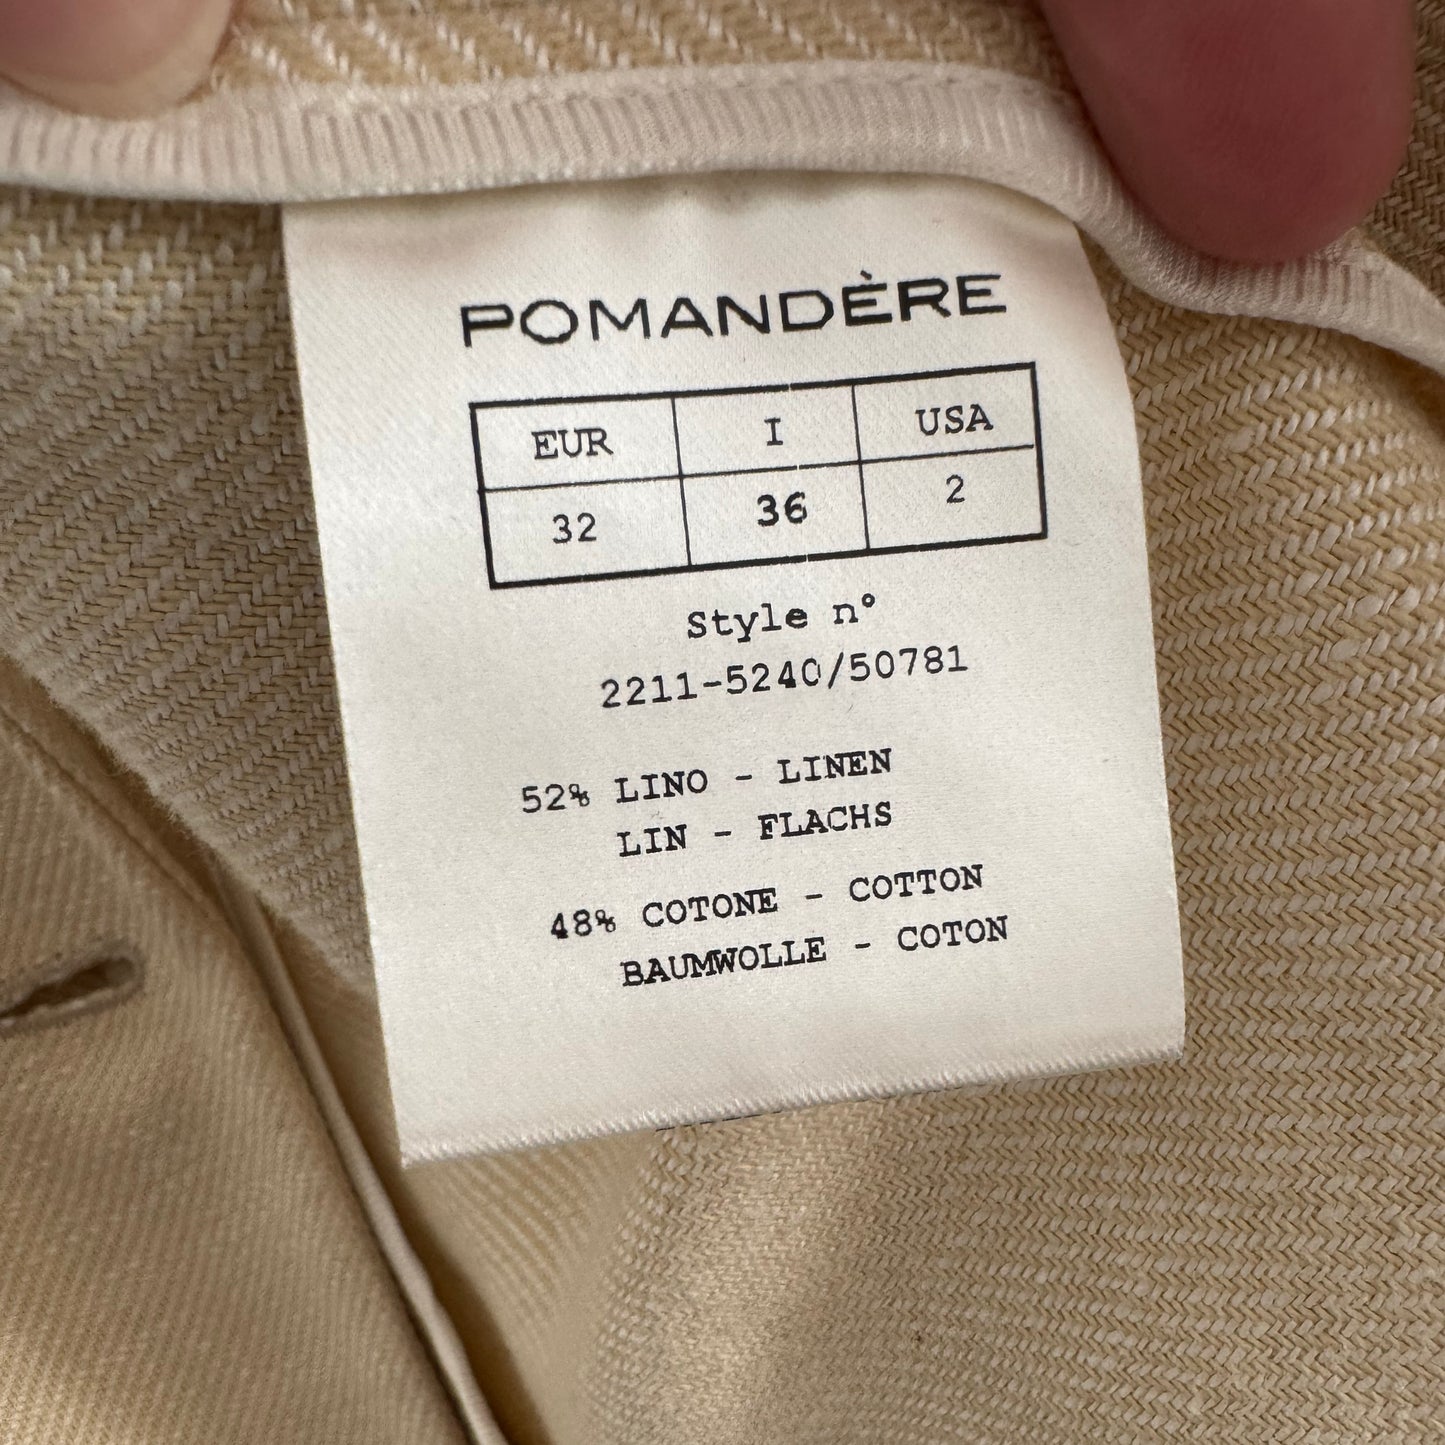 POMANDÈRE
EUR I USA
32 36 2
Style n°
2211-5240/50781
52% LINO - LINEN
LIN - FLACHS
48% COTONE - COTTON
BAUMWOLLE - COTON